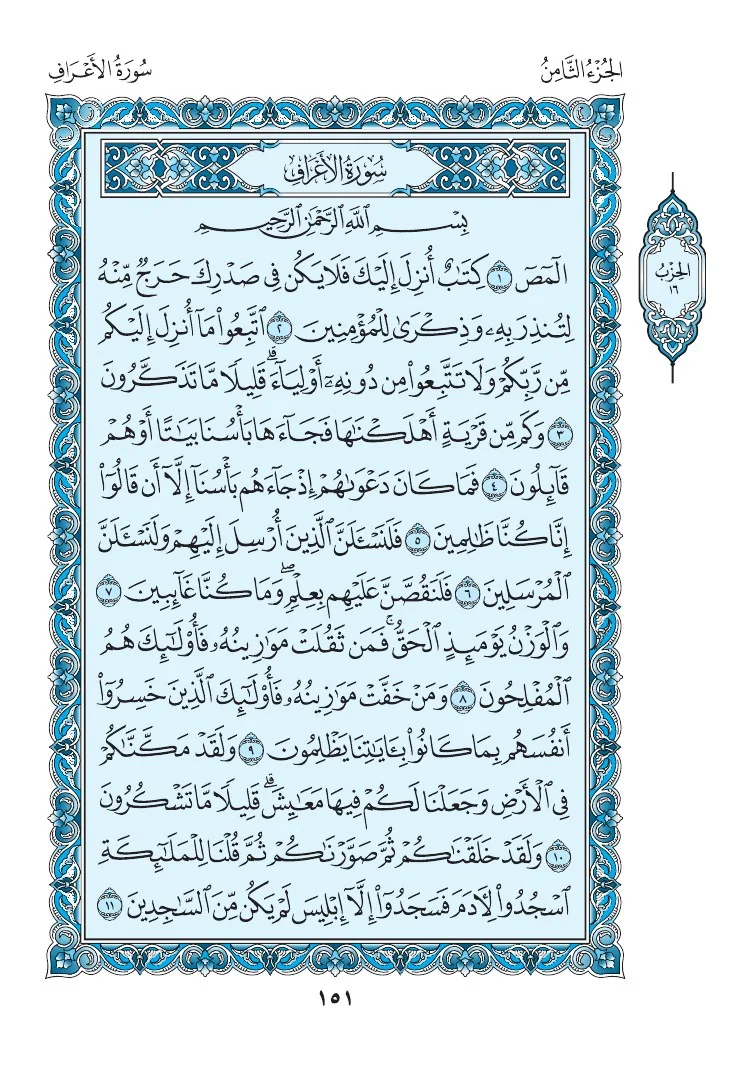 الجُزْءُ الثَّامِنُ
سُورَةُ الأَعْرَافِ
سُورَةُ الأَعْرَافِ
بِسْمِ ٱللَّهِ ٱلرَّحْمَٰنِ ٱلرَّحِيمِ
الٓمٓصٓ ١ كِتَٰبٌ أُنزِلَ إِلَيْكَ فَلَا يَكُن فِى صَدْرِكَ حَرَجٌ مِّنْهُ
لِتُنذِرَ بِهِۦ وَذِكْرَىٰ لِلْمُؤْمِنِينَ ٢ ٱتَّبِعُوا۟ مَآ أُنزِلَ إِلَيْكُم
مِّن رَّبِّكُمْ وَلَا تَتَّبِعُوا۟ مِن دُونِهِۦٓ أَوْلِيَآءَ ۗ قَلِيلًا مَّا تَذَكَّرُونَ
٣ وَكَم مِّن قَرْيَةٍ أَهْلَكْنَٰهَا فَجَآءَهَا بَأْسُنَا بَيَٰتًا أَوْ هُمْ
قَآئِلُونَ ٤ فَمَا كَانَ دَعْوَىٰهُمْ إِذْ جَآءَهُم بَأْسُنَآ إِلَّآ أَن قَالُوٓا۟
إِنَّا كُنَّا ظَٰلِمِينَ ٥ فَلَنَسْـَٔلَنَّ ٱلَّذِينَ أُرْسِلَ إِلَيْهِمْ وَلَنَسْـَٔلَنَّ
ٱلْمُرْسَلِينَ ٦ فَلَنَقُصَّنَّ عَلَيْهِم بِعِلْمٍ ۖ وَمَا كُنَّا غَآئِبِينَ ٧
وَٱلْوَزْنُ يَوْمَئِذٍ ٱلْحَقُّ ۚ فَمَن ثَقُلَتْ مَوَٰزِينُهُۥ فَأُو۟لَٰٓئِكَ هُمُ
ٱلْمُفْلِحُونَ ٨ وَمَنْ خَفَّتْ مَوَٰزِينُهُۥ فَأُو۟لَٰٓئِكَ ٱلَّذِينَ خَسِرُوٓا۟
أَنفُسَهُم بِمَا كَانُوا۟ بِـَٔايَٰتِنَا يَظْلِمُونَ ٩ وَلَقَدْ مَكَّنَّٰكُمْ
فِى ٱلْأَرْضِ وَجَعَلْنَا لَكُمْ فِيهَا مَعَٰيِشَ ۗ قَلِيلًا مَّا تَشْكُرُونَ
١٠ وَلَقَدْ خَلَقْنَٰكُمْ ثُمَّ صَوَّرْنَٰكُمْ ثُمَّ قُلْنَا لِلْمَلَٰٓئِكَةِ
ٱسْجُدُوا۟ لِـَٔادَمَ فَسَجَدُوٓا۟ إِلَّآ إِبْلِيسَ لَمْ يَكُن مِّنَ ٱلسَّٰجِدِينَ ١١
الحِزْبُ
١٦
١٥١